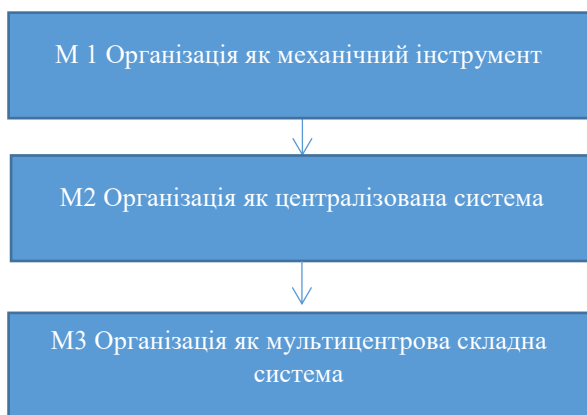 М 1 Організація як механічний інструмент
М2 Організація як централізована система
М3 Організація як мультицентрова складна
система